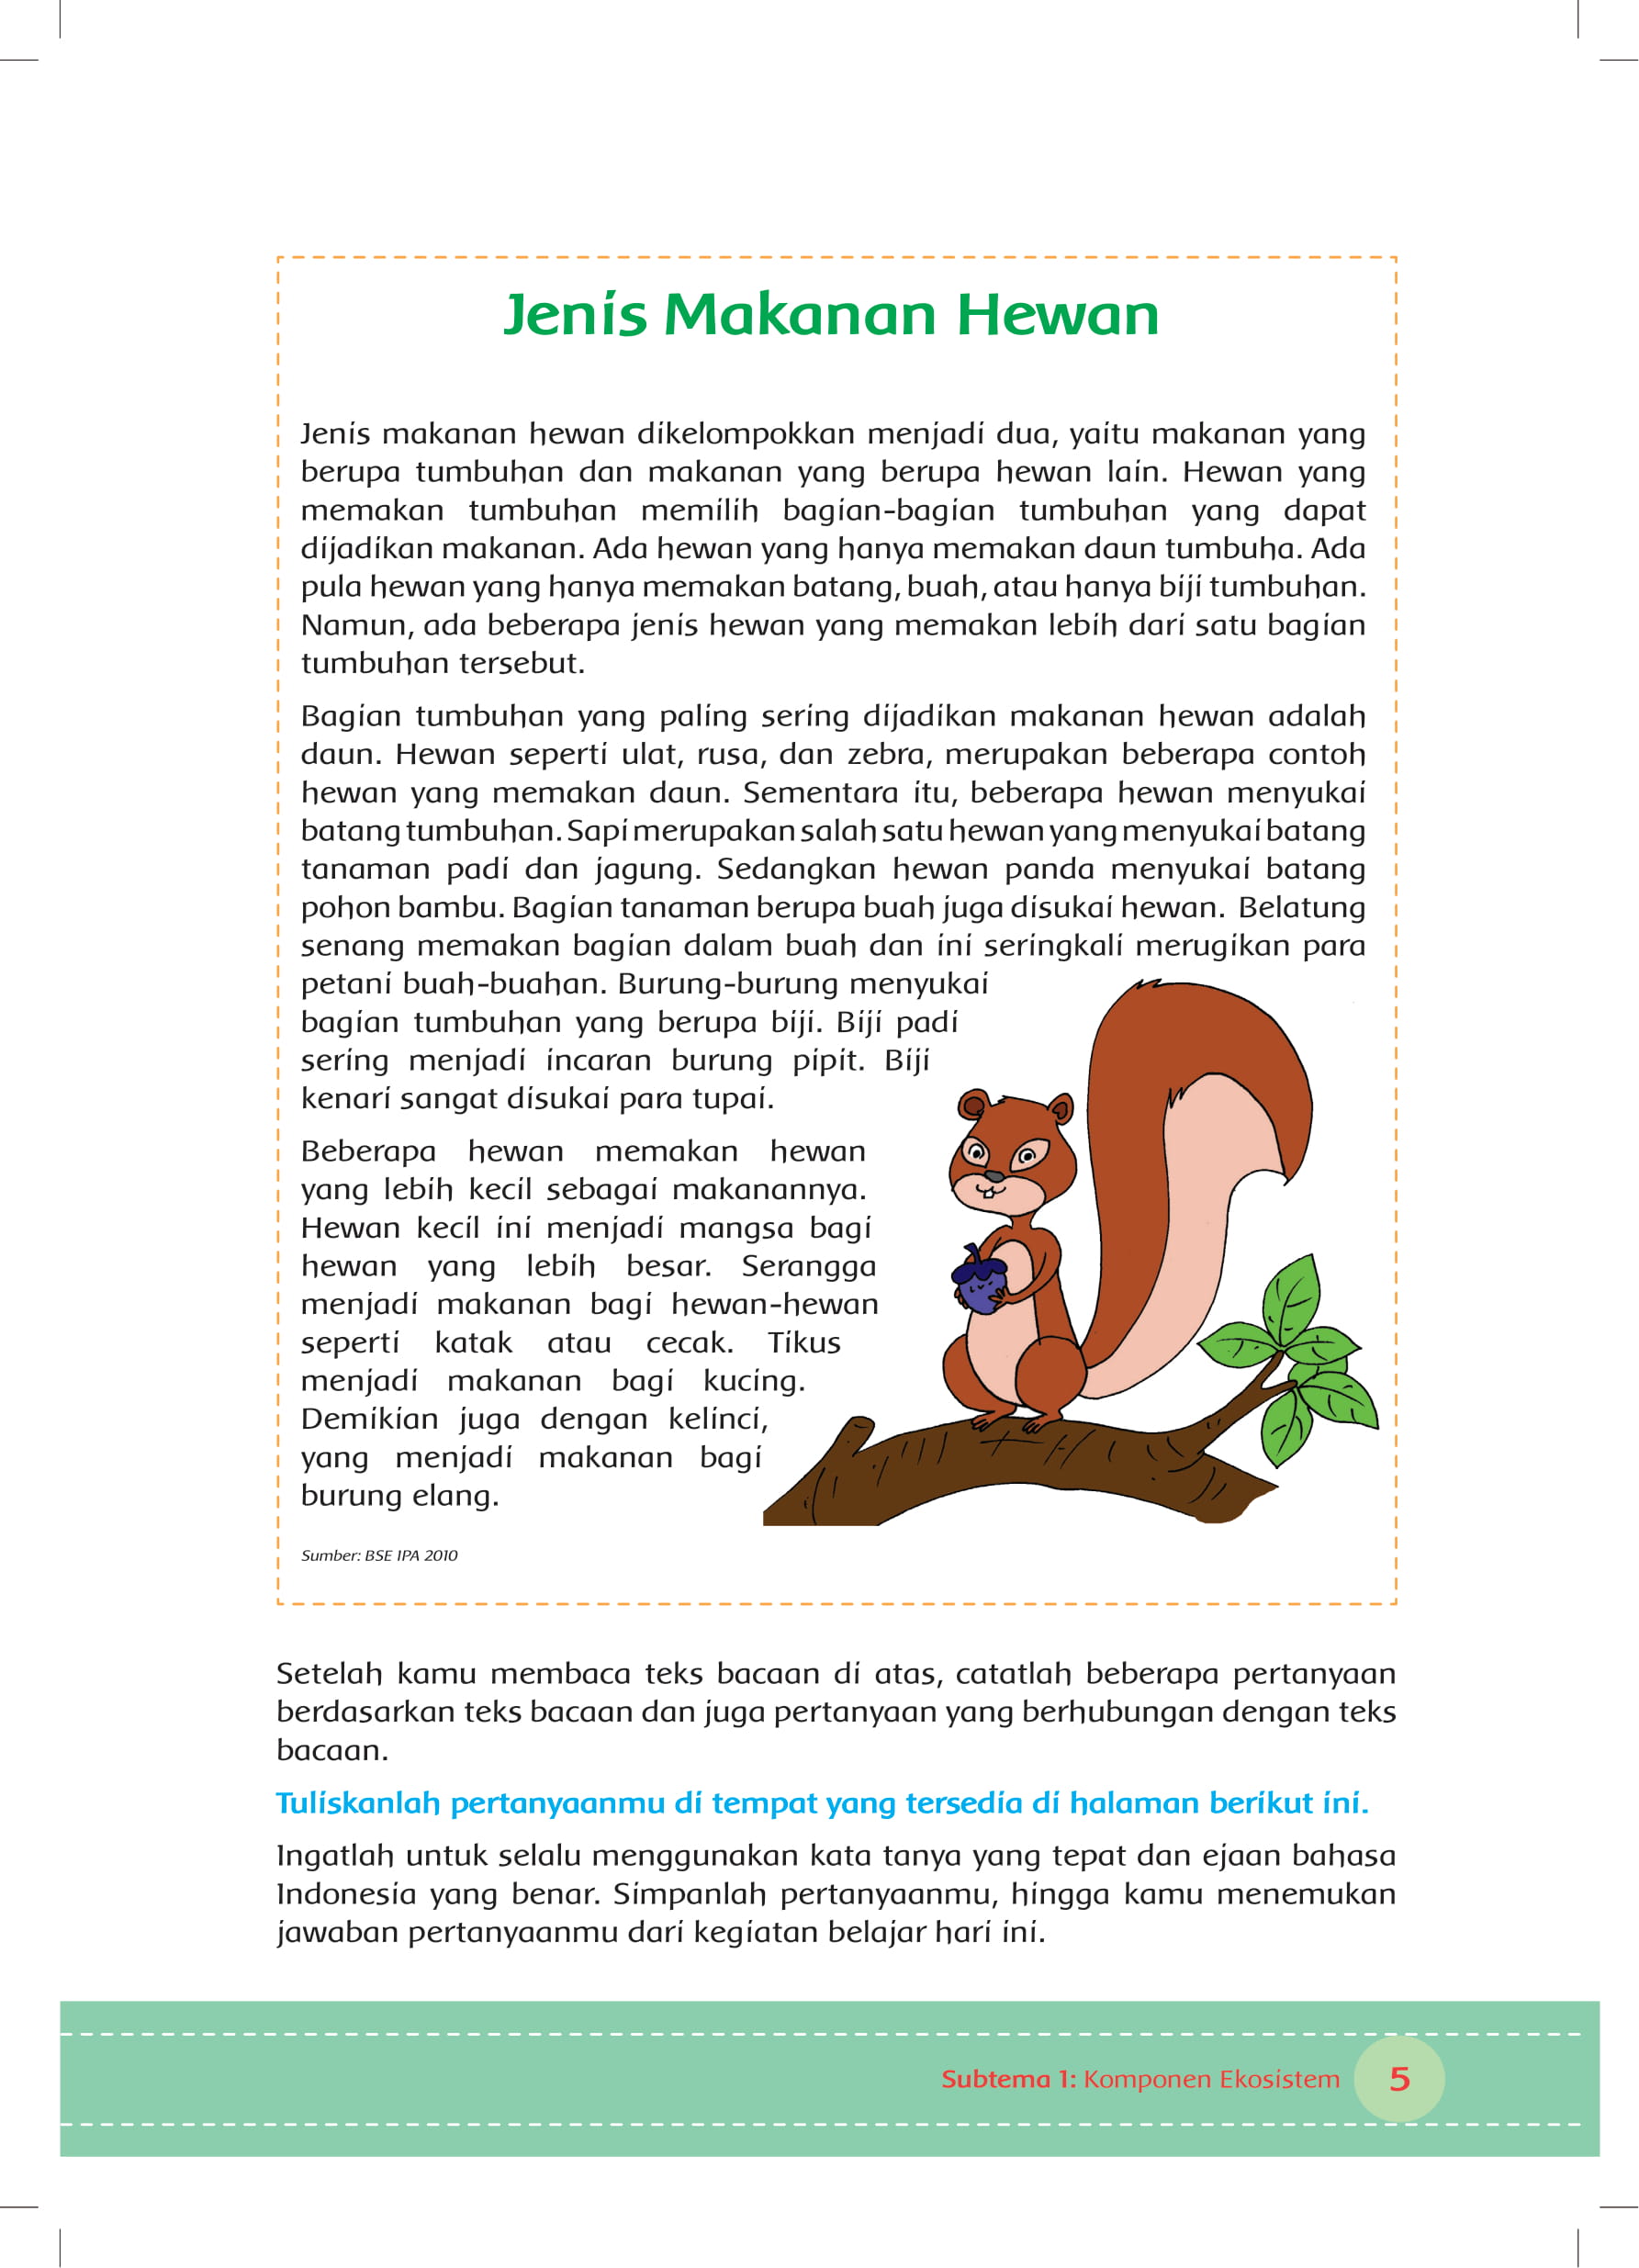 Jenis Makanan Hewan
Jenis makanan hewan dikelompokkan menjadi dua, yaitu makanan yang
berupa tumbuhan dan makanan yang berupa hewan lain. Hewan yang
memakan tumbuhan memilih bagian-bagian tumbuhan yang dapat
dijadikan makanan. Ada hewan yang hanya memakan daun tumbuha. Ada
pula hewan yang hanya memakan batang, buah, atau hanya biji tumbuhan.
Namun, ada beberapa jenis hewan yang memakan lebih dari satu bagian
tumbuhan tersebut.
Bagian tumbuhan yang paling sering dijadikan makanan hewan adalah
daun. Hewan seperti ulat, rusa, dan zebra, merupakan beberapa contoh
hewan yang memakan daun. Sementara itu, beberapa hewan menyukai
batang tumbuhan. Sapi merupakan salah satu hewan yang menyukai batang
tanaman padi dan jagung. Sedangkan hewan panda menyukai batang
pohon bambu. Bagian tanaman berupa buah juga disukai hewan. Belatung
senang memakan bagian dalam buah dan ini seringkali merugikan para
petani buah-buahan. Burung-burung menyukai
bagian tumbuhan yang berupa biji. Biji padi
sering menjadi incaran burung pipit. Biji
kenari sangat disukai para tupai.
Beberapa hewan memakan hewan
yang lebih kecil sebagai makanannya.
Hewan kecil ini menjadi mangsa bagi
hewan yang lebih besar. Serangga
menjadi makanan bagi hewan-hewan
seperti katak atau cecak. Tikus
menjadi makanan bagi kucing.
Demikian juga dengan kelinci,
yang menjadi makanan bagi
burung elang.
Sumber: BSE IPA 2010
Setelah kamu membaca teks bacaan di atas, catatlah beberapa pertanyaan
berdasarkan teks bacaan dan juga pertanyaan yang berhubungan dengan teks
bacaan.
Tuliskanlah pertanyaanmu di tempat yang tersedia di halaman berikut ini.
Ingatlah untuk selalu menggunakan kata tanya yang tepat dan ejaan bahasa
Indonesia yang benar. Simpanlah pertanyaanmu, hingga kamu menemukan
jawaban pertanyaanmu dari kegiatan belajar hari ini.
Subtema 1: Komponen Ekosistem 5